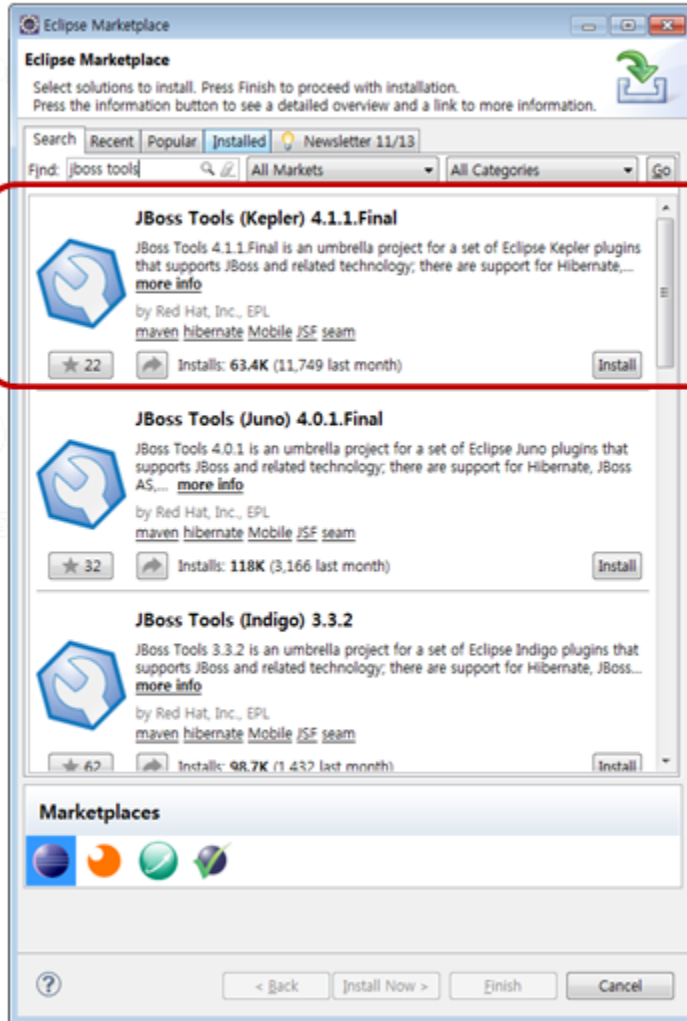 Eclipse Marketplace
Eclipse Marketplace
Select solutions to install. Press Finish to proceed with installation.
Press the information button to see a detailed overview and a link to more information.
Search Recent Popular Installed Newsletter 11/13
Find: jboss tools All Markets All Categories Go
JBoss Tools (Kepler) 4.1.1.Final
JBoss Tools 4.1.1.Final is an umbrella project for a set of Eclipse Kepler plugins
that supports JBoss and related technology; there are support for Hibernate,...
more info
by Red Hat, Inc., EPL
maven hibernate Mobile JSF seam
22 Installs: 63.4K (11,749 last month) Install
JBoss Tools (Juno) 4.0.1.Final
JBoss Tools 4.0.1 is an umbrella project for a set of Eclipse Juno plugins that
supports JBoss and related technology; there are support for Hibernate, JBoss
AS,... more info
by Red Hat, Inc., EPL
maven hibernate Mobile JSF seam
32 Installs: 118K (3,166 last month) Install
JBoss Tools (Indigo) 3.3.2
JBoss Tools 3.3.2 is an umbrella project for a set of Eclipse Indigo plugins that
supports JBoss and related technology; there are support for Hibernate, JBoss...
more info
by Red Hat, Inc., EPL
maven hibernate Mobile JSF seam
62 Installs: 98.7K (1,432 last month) Install
Marketplaces
< Back Install Now > Finish Cancel